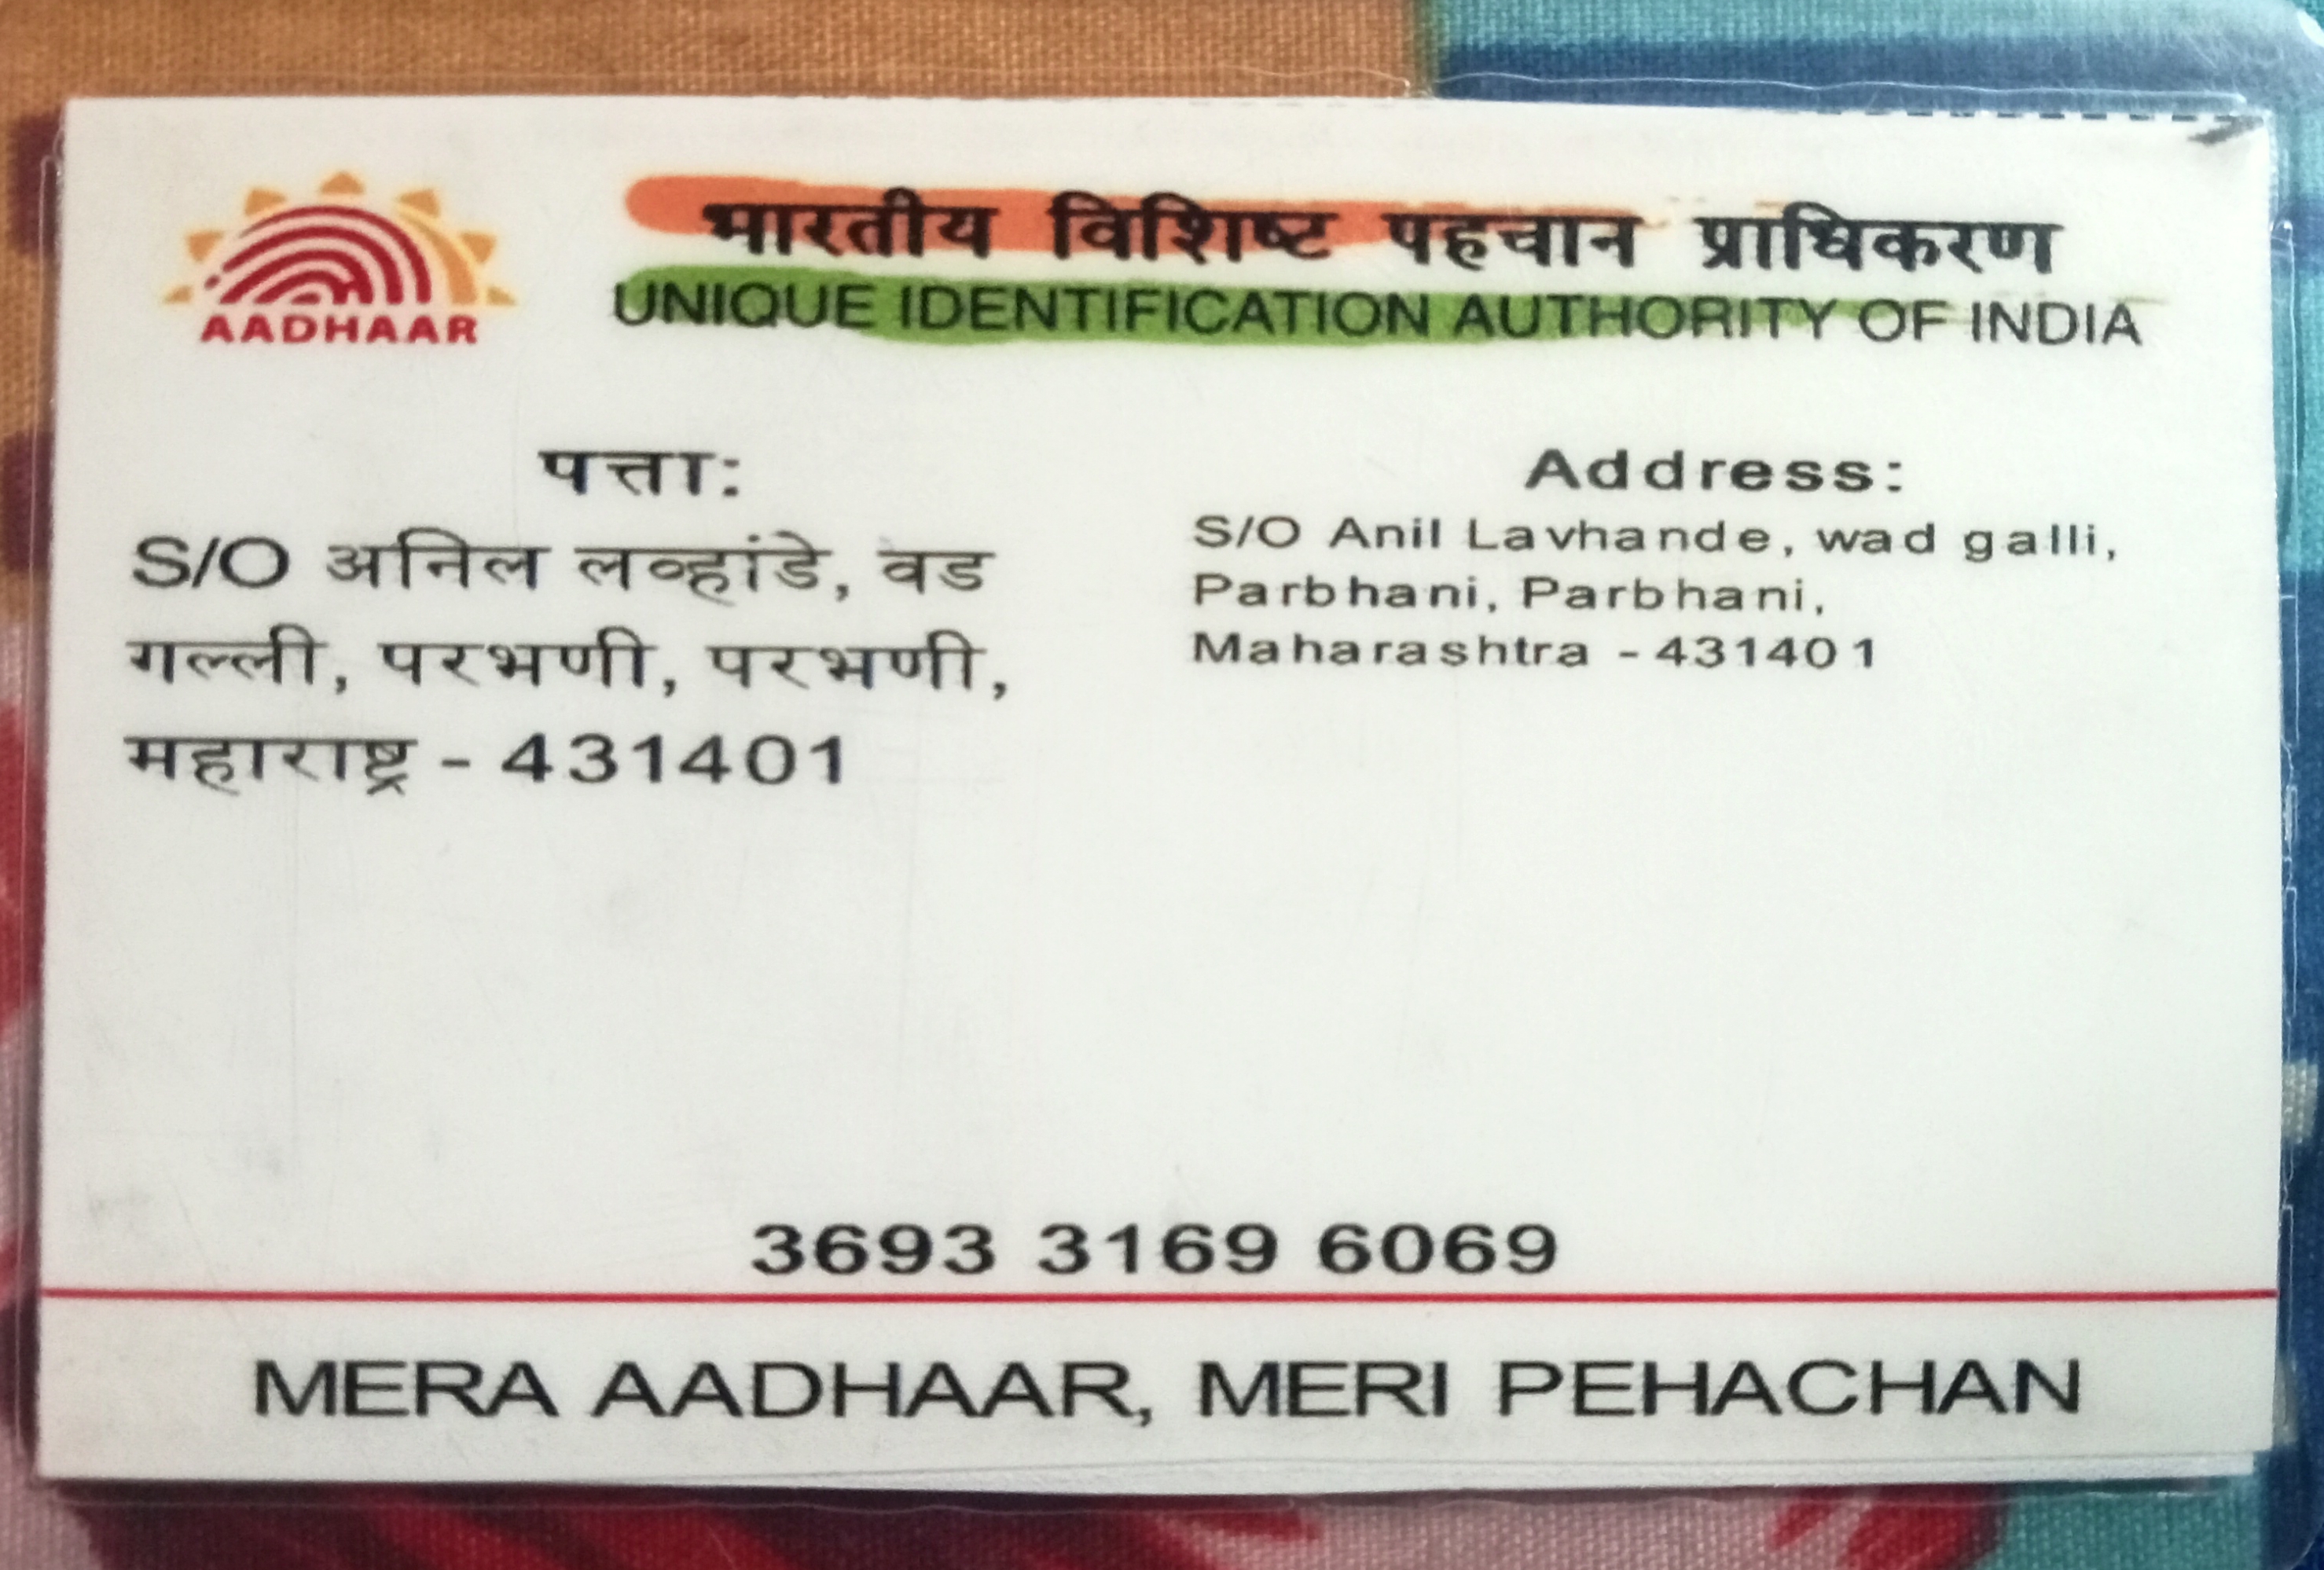 AADHAAR
भारतीय विशिष्ट पहचान प्राधिकरण
UNIQUE IDENTIFICATION AUTHORITY OF INDIA
पत्ता:
S/O अनिल लव्हांडे, वड
गल्ली, परभणी, परभणी,
महाराष्ट्र - 431401
Address:
S/O Anil Lavhande, wad galli,
Parbhani, Parbhani,
Maharashtra - 431401
3693 3169 6069
MERA AADHAAR, MERI PEHACHAN